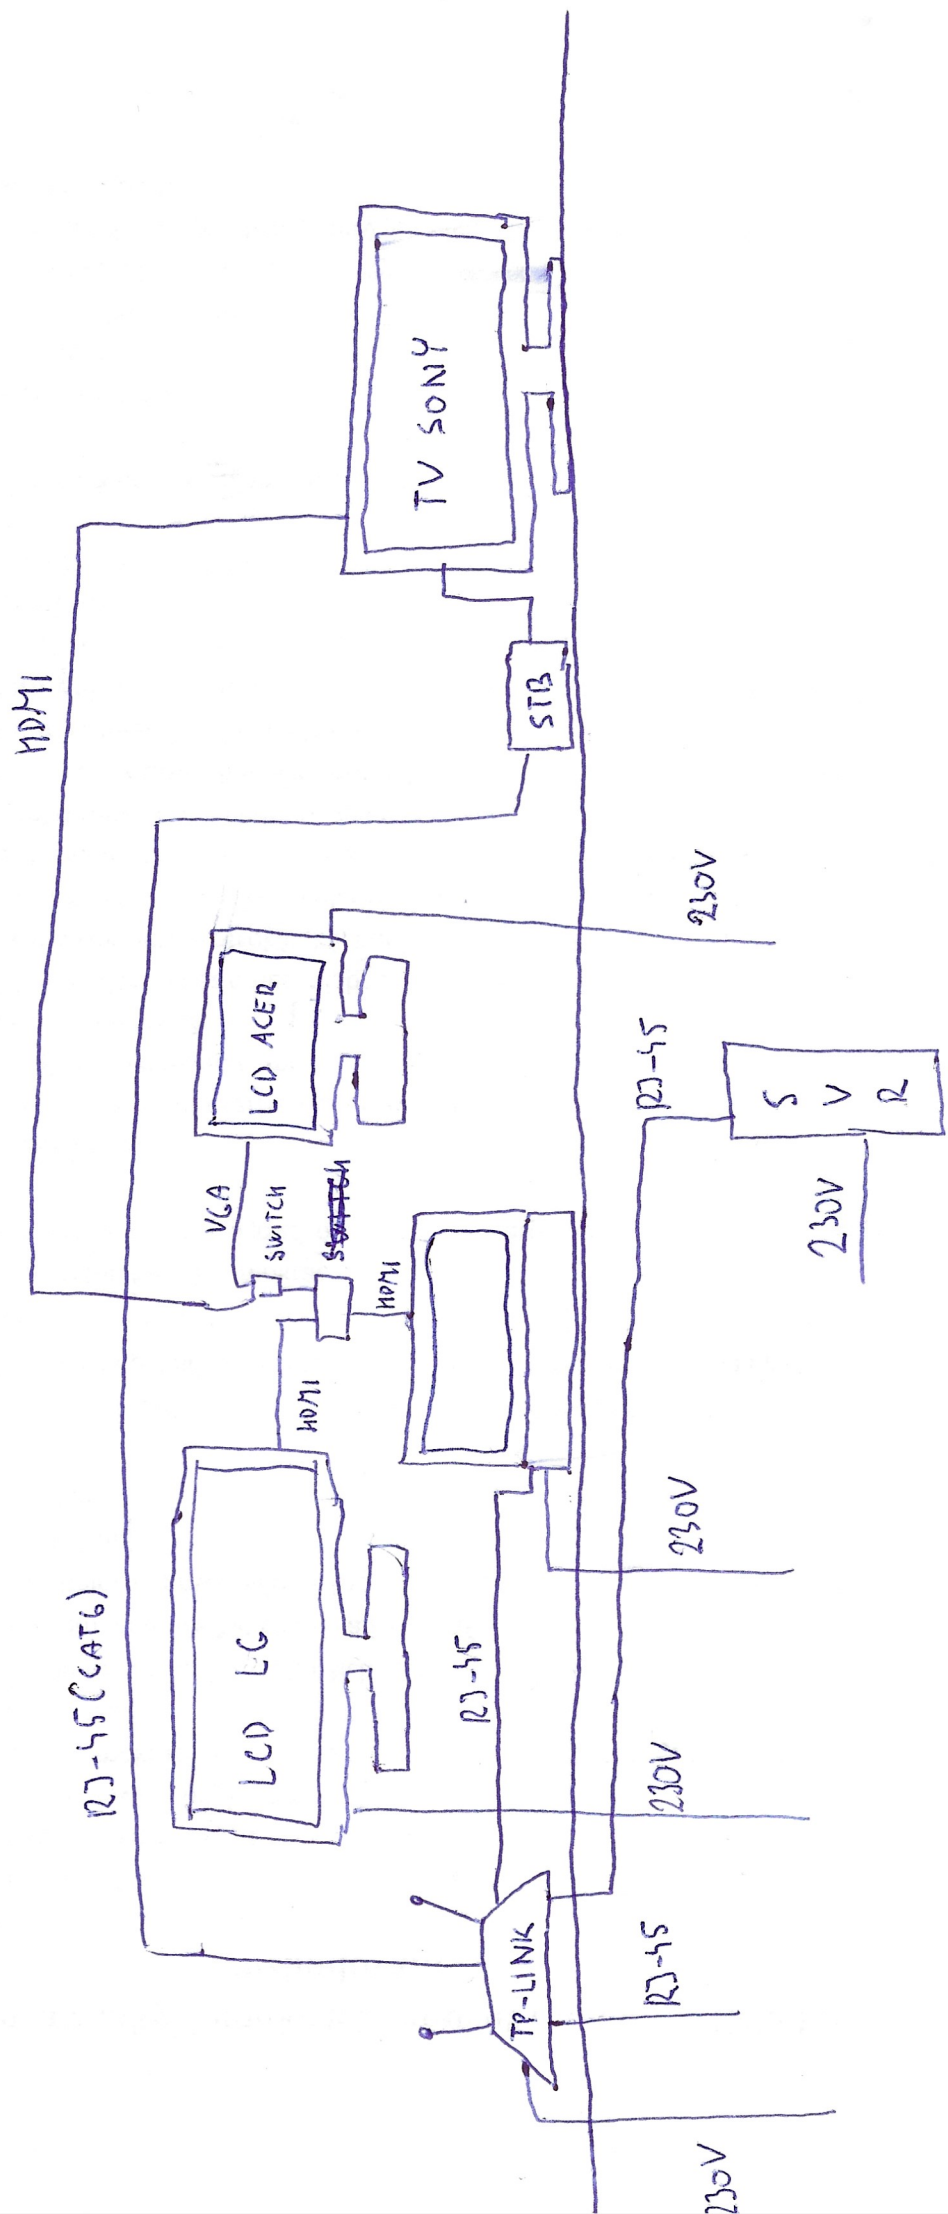 HDMI
TV SONY
STB
RJ-45 (CAT6)
LCD LG
HDMI
VGA
SWITCH
LCD ACER
HDMI
RJ-45
TP-LINK
230V
RJ-45
230V
230V
RJ-45
230V
230V
SVR